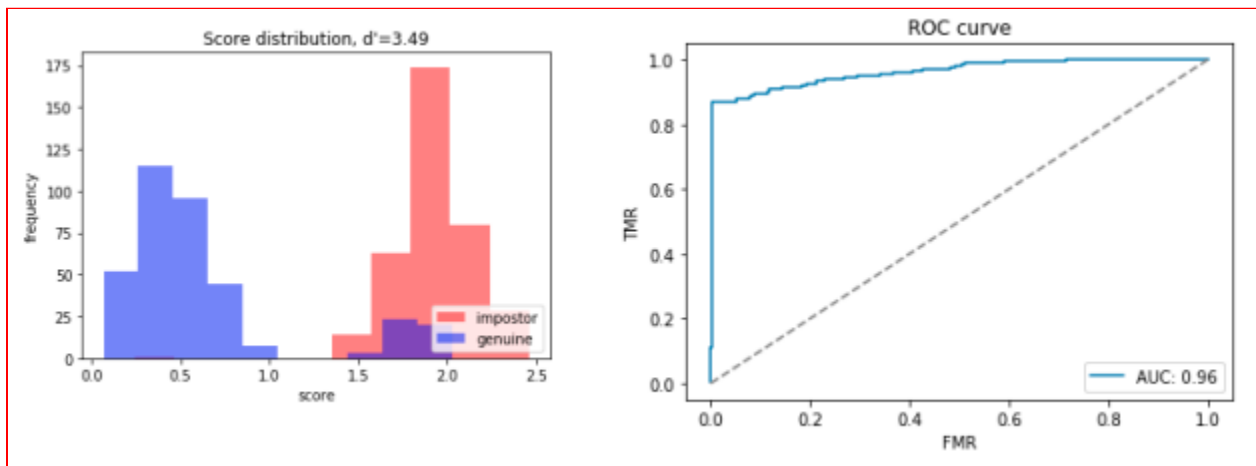 Score distribution, d'=3.49
175
150
125
100
75
50
25
0
frequency
0.0 0.5 1.0 1.5 2.0 2.5
score
impostor
genuine
ROC curve
1.0
0.8
0.6
0.4
0.2
0.0
TMR
0.0 0.2 0.4 0.6 0.8 1.0
FMR
AUC: 0.96